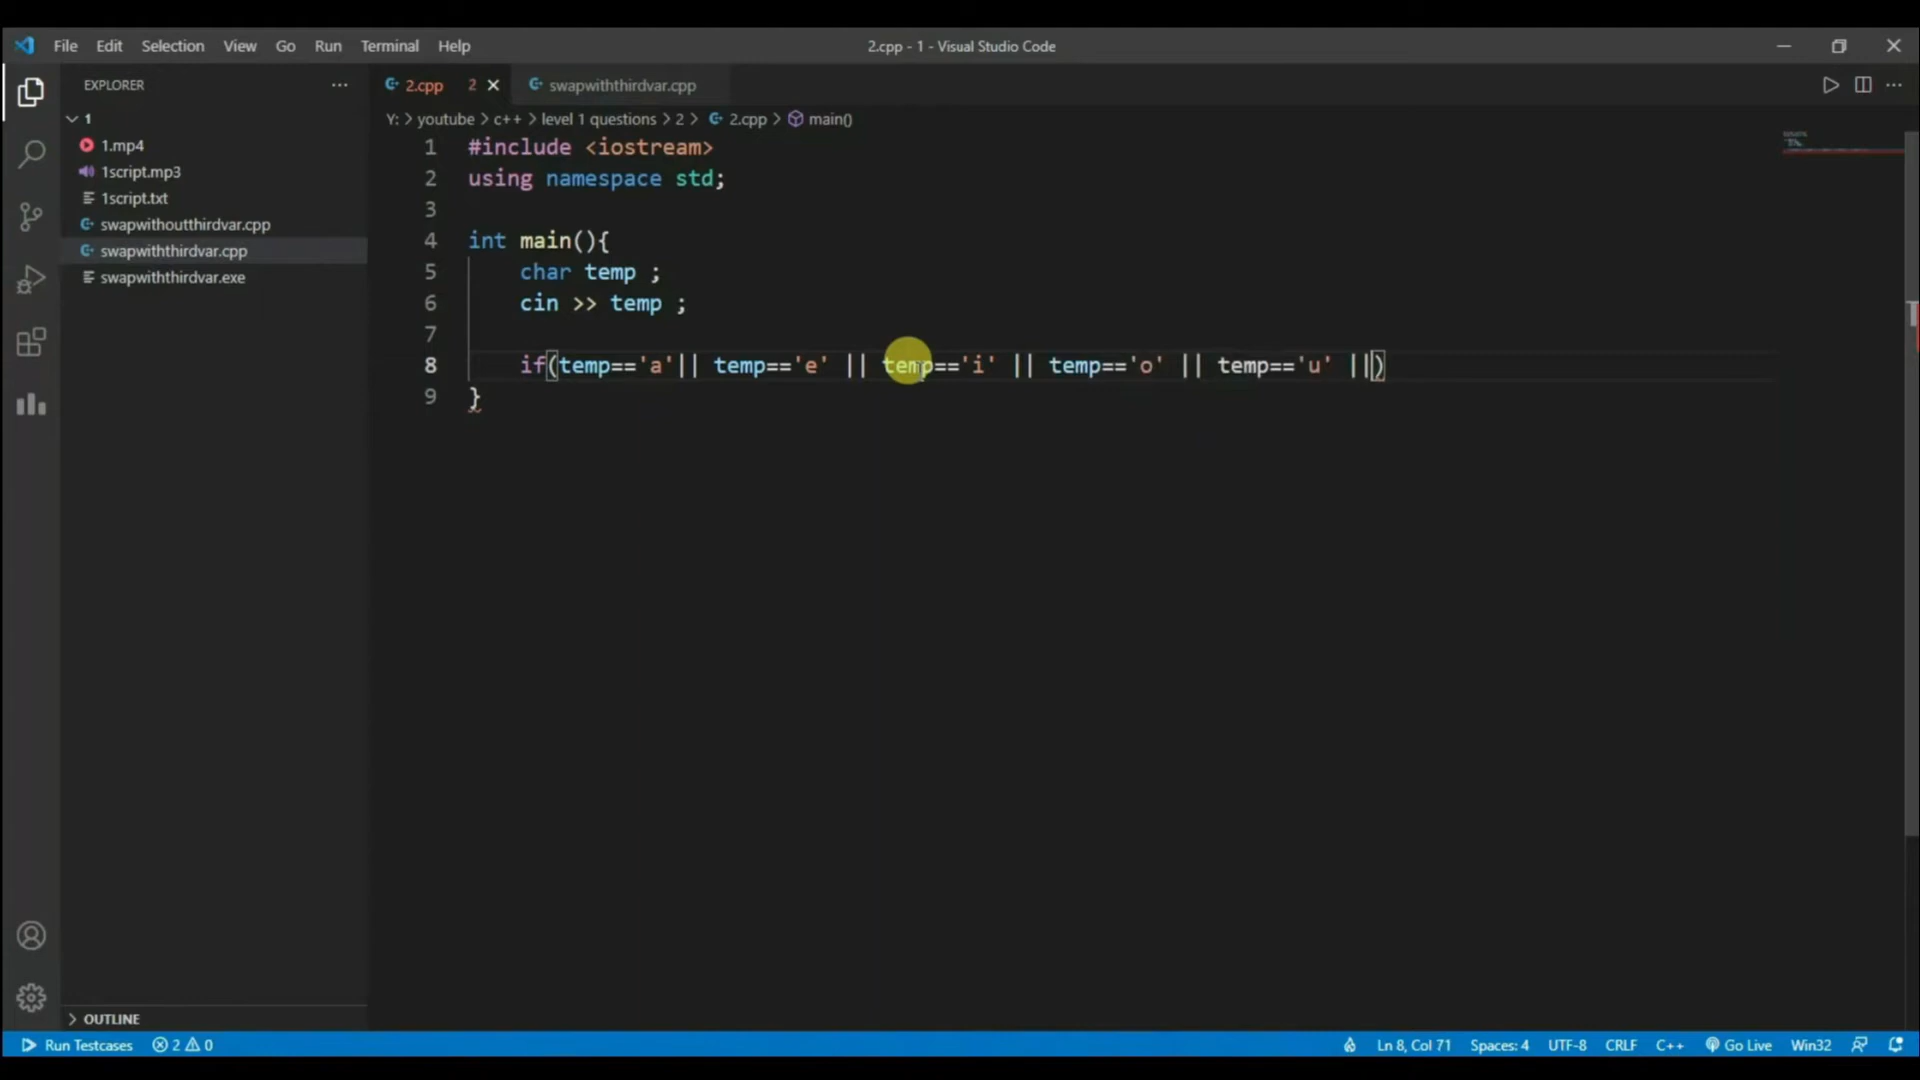 File Edit Selection View Go Run Terminal Help
2.cpp - 1 - Visual Studio Code
EXPLORER
2.cpp 2
swapwiththirdvar.cpp
Y: > youtube > c++ > level 1 questions > 2 > 2.cpp > main()
1
1.mp4
1script.mp3
1script.txt
swapwithoutthirdvar.cpp
swapwiththirdvar.cpp
swapwiththirdvar.exe
1 #include <iostream>
2 using namespace std;
3
4 int main(){
5 char temp ;
6 cin >> temp ;
7
8 if(temp=='a'|| temp=='e' || temp=='i' || temp=='o' || temp=='u' ||)
9 }
OUTLINE
Run Testcases 2 0
Ln 8, Col 71 Spaces: 4 UTF-8 CRLF C++ Go Live Win32